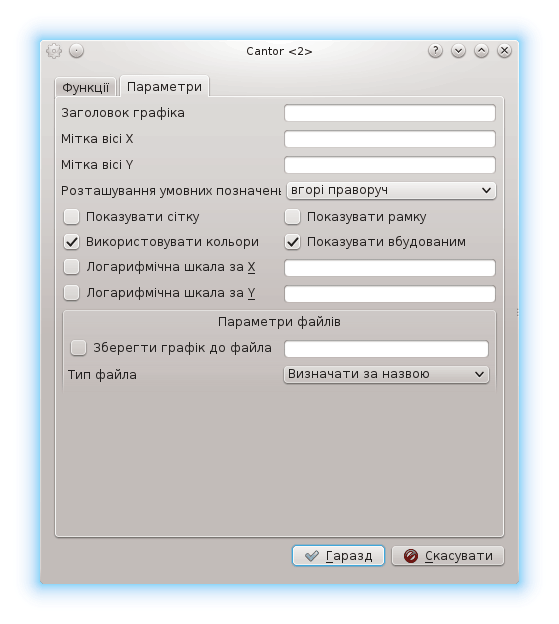 Cantor <2>
Функції Параметри
Заголовок графіка
Мітка вісі X
Мітка вісі Y
Розташування умовних позначень вгорі праворуч
Показувати сітку Показувати рамку
Використовувати кольори Показувати вбудованим
Логарифмічна шкала за X
Логарифмічна шкала за Y
Параметри файлів
Зберегти графік до файла
Тип файла Визначати за назвою
Гаразд Скасувати